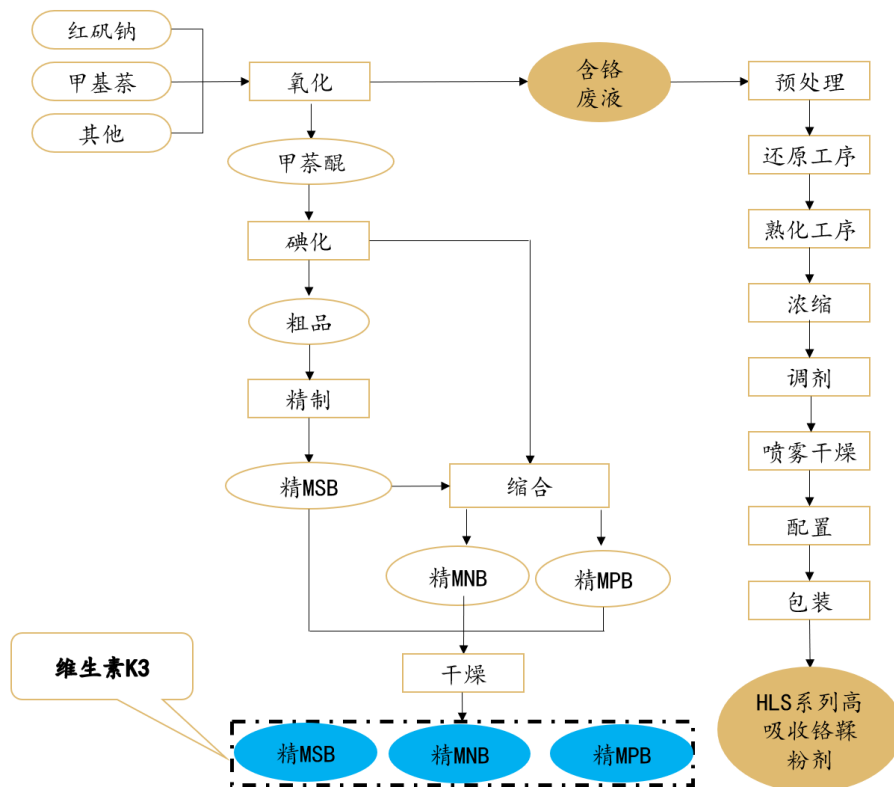 红矾钠
甲基萘
其他
氧化
含铬
废液
预处理
甲萘醌
还原工序
碘化
熟化工序
粗品
浓缩
精制
调剂
精MSB
缩合
喷雾干燥
配置
精MNB
精MPB
包装
维生素K3
干燥
HLS系列高
吸收铬鞣
粉剂
精MSB
精MNB
精MPB